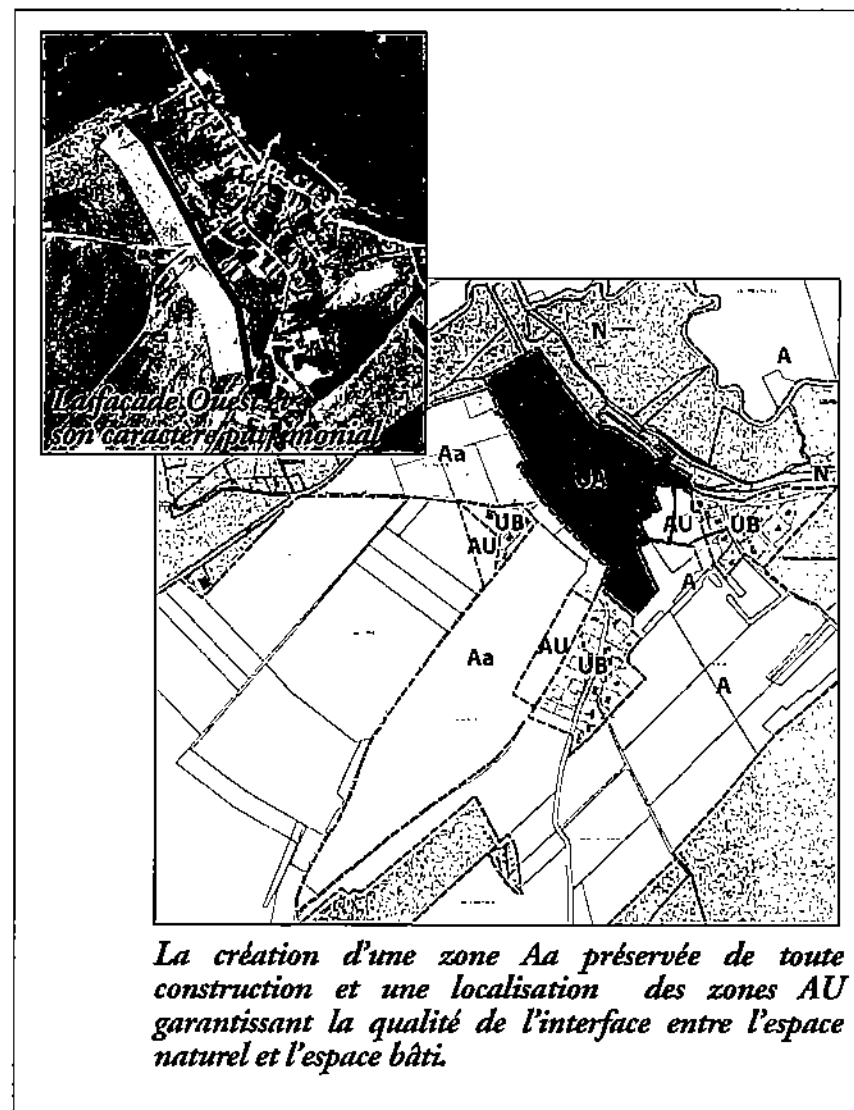 La façade Ouest
son caractère patrimonial
N
A
Aa
UA
N
UB
AU
AU
UB
A
Aa
AU
UB
A
La création d'une zone Aa préservée de toute
construction et une localisation des zones AU
garantissant la qualité de l'interface entre l'espace
naturel et l'espace bâti.